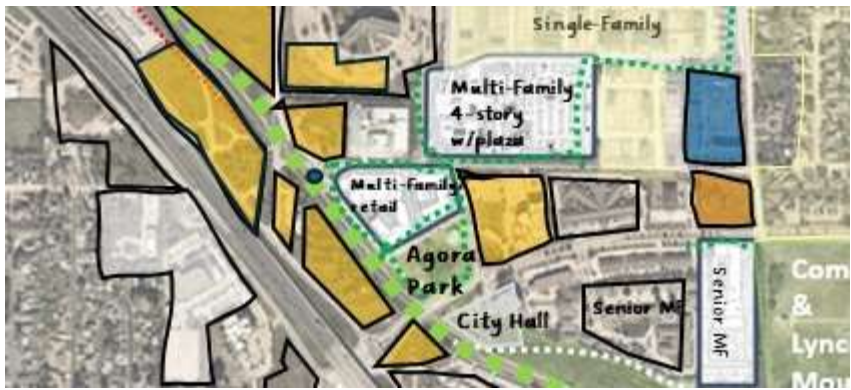 Single-Family
Multi-Family
4-story
w/plaza
Multi-Family
retail
Agora
Park
City Hall
Senior MF
Senior MF
Com
&
Lync
Mou